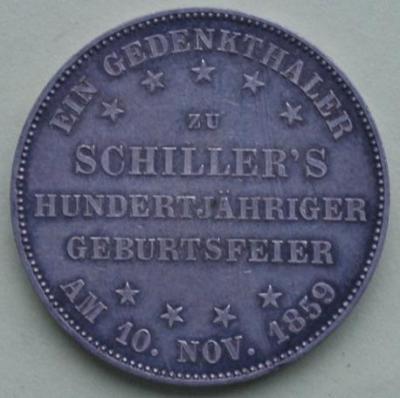 EIN GEDENKTHALER
ZU
SCHILLER'S
HUNDERTJÄHRIGER
GEBURTSFEIER
AM 10. NOV. 1859